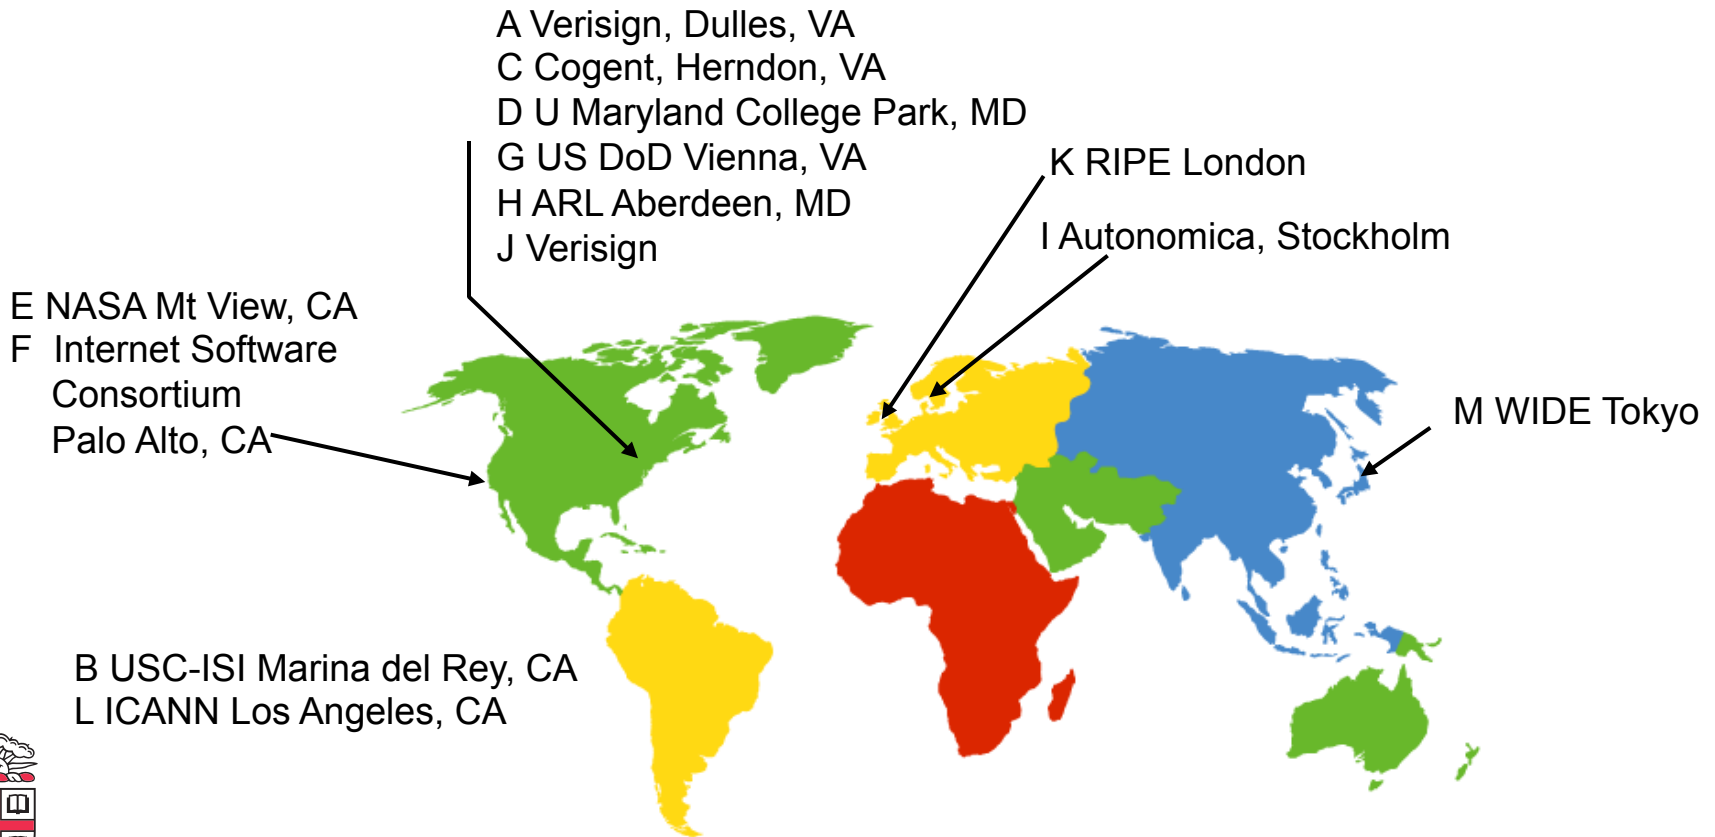 A Verisign, Dulles, VA
C Cogent, Herndon, VA
D U Maryland College Park, MD
G US DoD Vienna, VA
H ARL Aberdeen, MD
J Verisign
K RIPE London
I Autonomica, Stockholm
E NASA Mt View, CA
F Internet Software
Consortium
Palo Alto, CA
M WIDE Tokyo
B USC-ISI Marina del Rey, CA
L ICANN Los Angeles, CA